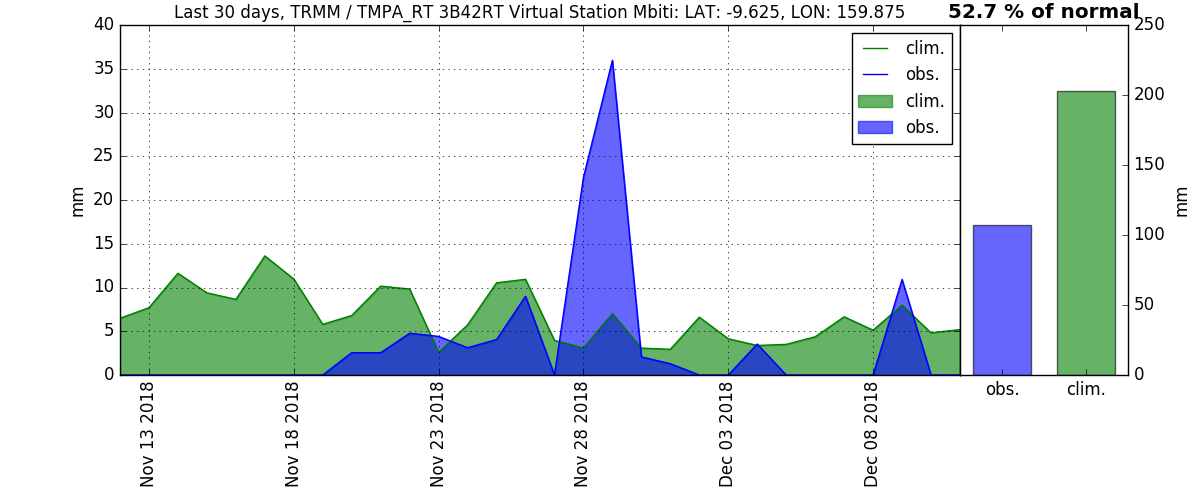 Last 30 days, TRMM / TMPA_RT 3B42RT Virtual Station Mbiti: LAT: -9.625, LON: 159.875
52.7 % of normal
40
35
30
25
20
15
10
5
0
mm
clim.
obs.
clim.
obs.
250
200
150
100
50
0
mm
obs.
clim.
Nov 13 2018
Nov 18 2018
Nov 23 2018
Nov 28 2018
Dec 03 2018
Dec 08 2018